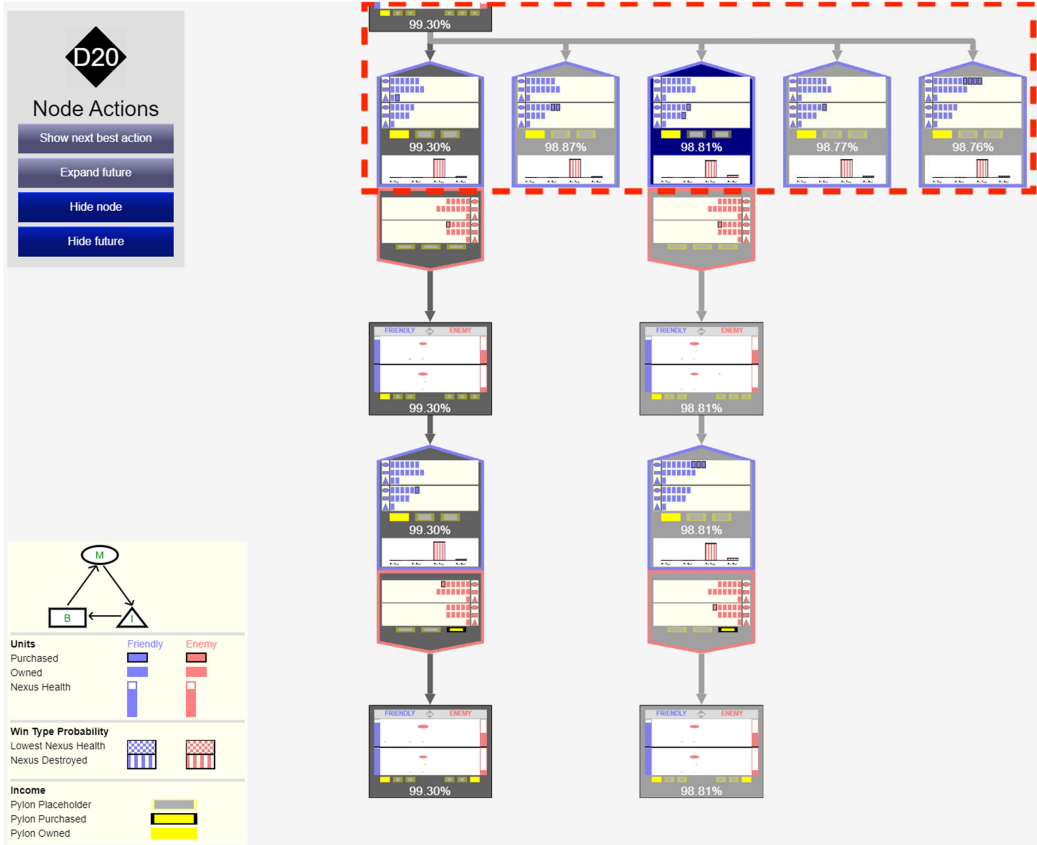 99.30%
D20
Node Actions
Show next best action
Expand future
Hide node
Hide future
99.30%
98.87%
98.81%
98.77%
98.76%
FRIENDLY ENEMY
99.30%
FRIENDLY ENEMY
98.81%
99.30%
98.81%
FRIENDLY ENEMY
99.30%
FRIENDLY ENEMY
98.81%
M
B
I
Units Friendly Enemy
Purchased
Owned
Nexus Health
Win Type Probability
Lowest Nexus Health
Nexus Destroyed
Income
Pylon Placeholder
Pylon Purchased
Pylon Owned